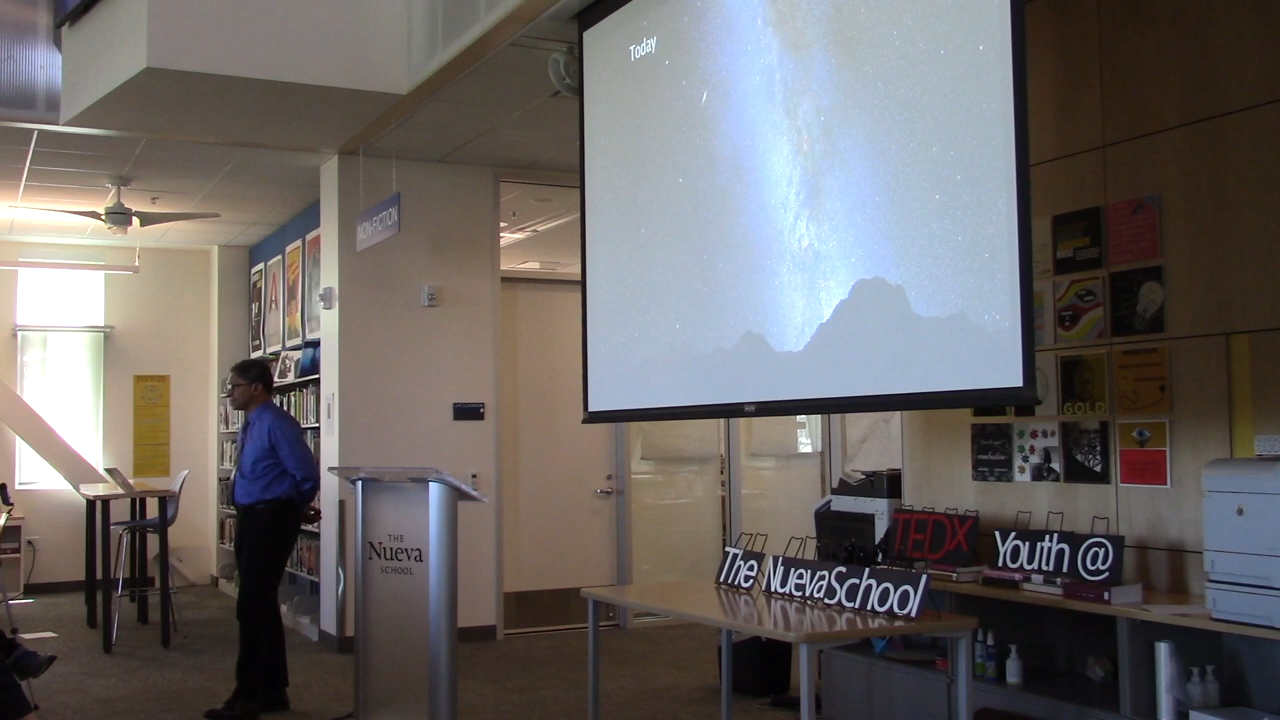 Today
NON-FICTION
A
GOLD
THE
Nueva
SCHOOL
TEDX
Youth @
The NuevaSchool